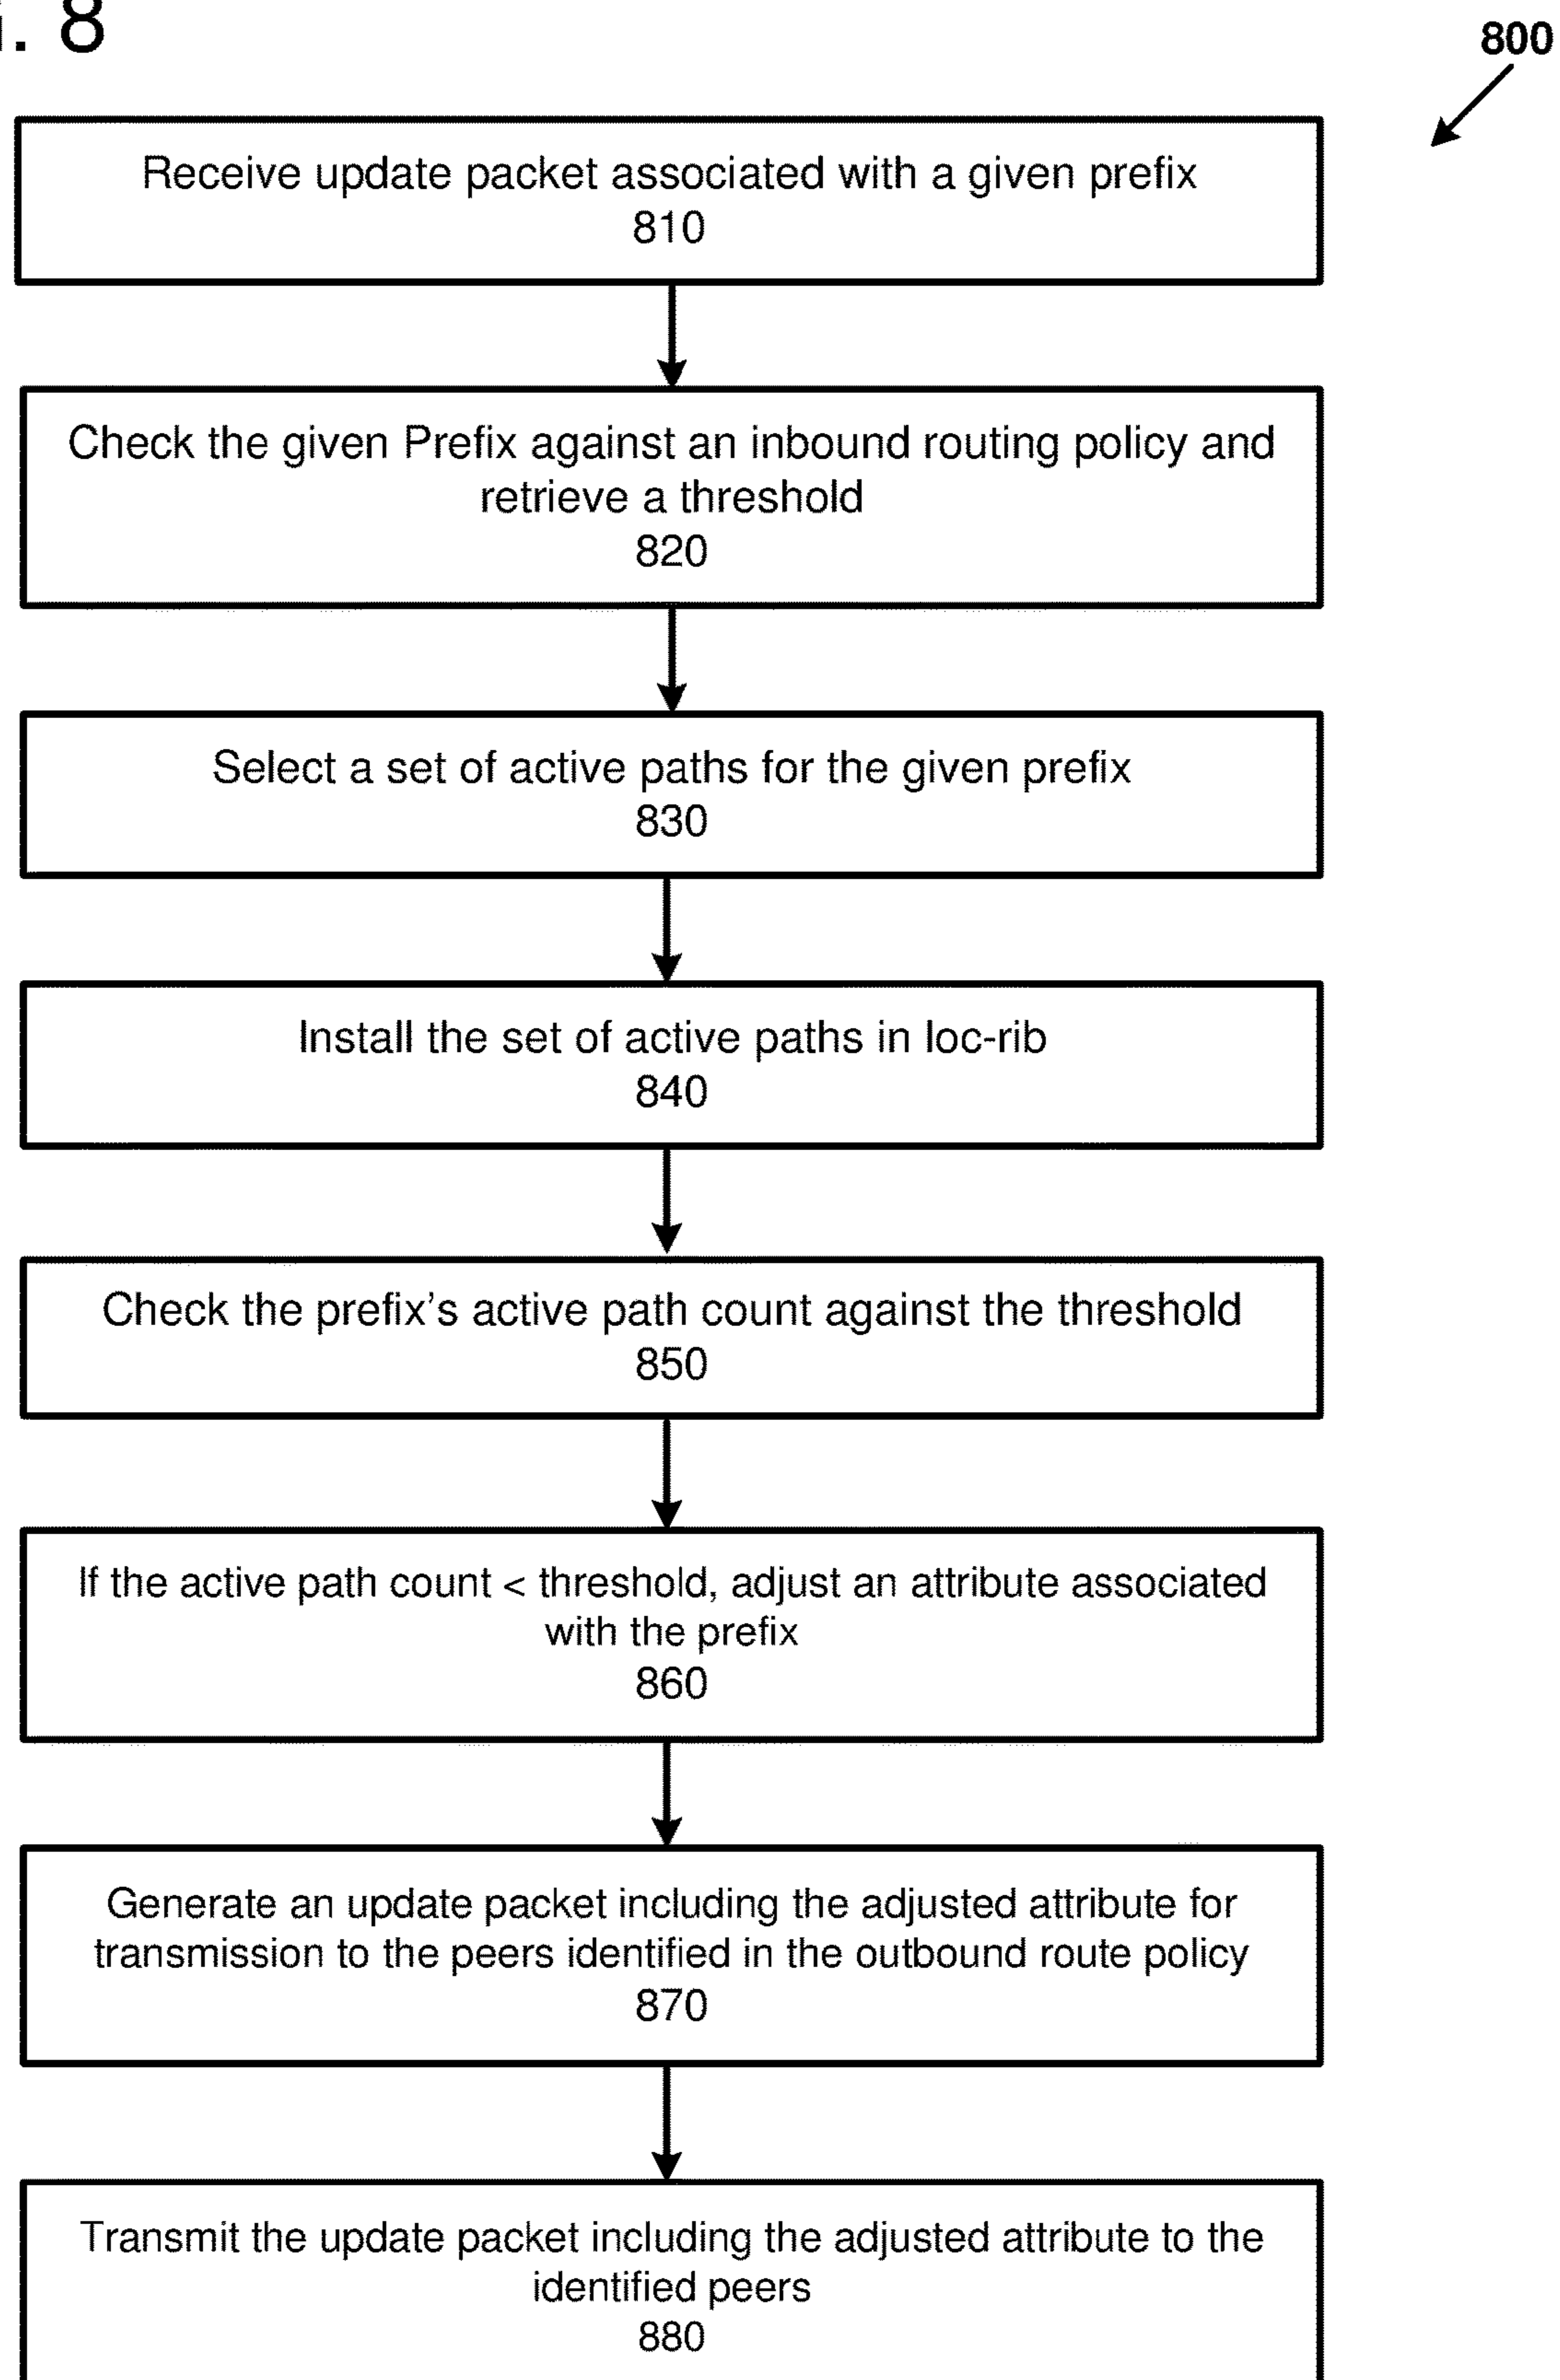 . 8
800
Receive update packet associated with a given prefix
810
Check the given Prefix against an inbound routing policy and
retrieve a threshold
820
Select a set of active paths for the given prefix
830
Install the set of active paths in loc-rib
840
Check the prefix's active path count against the threshold
850
If the active path count < threshold, adjust an attribute associated
with the prefix
860
Generate an update packet including the adjusted attribute for
transmission to the peers identified in the outbound route policy
870
Transmit the update packet including the adjusted attribute to the
identified peers
880